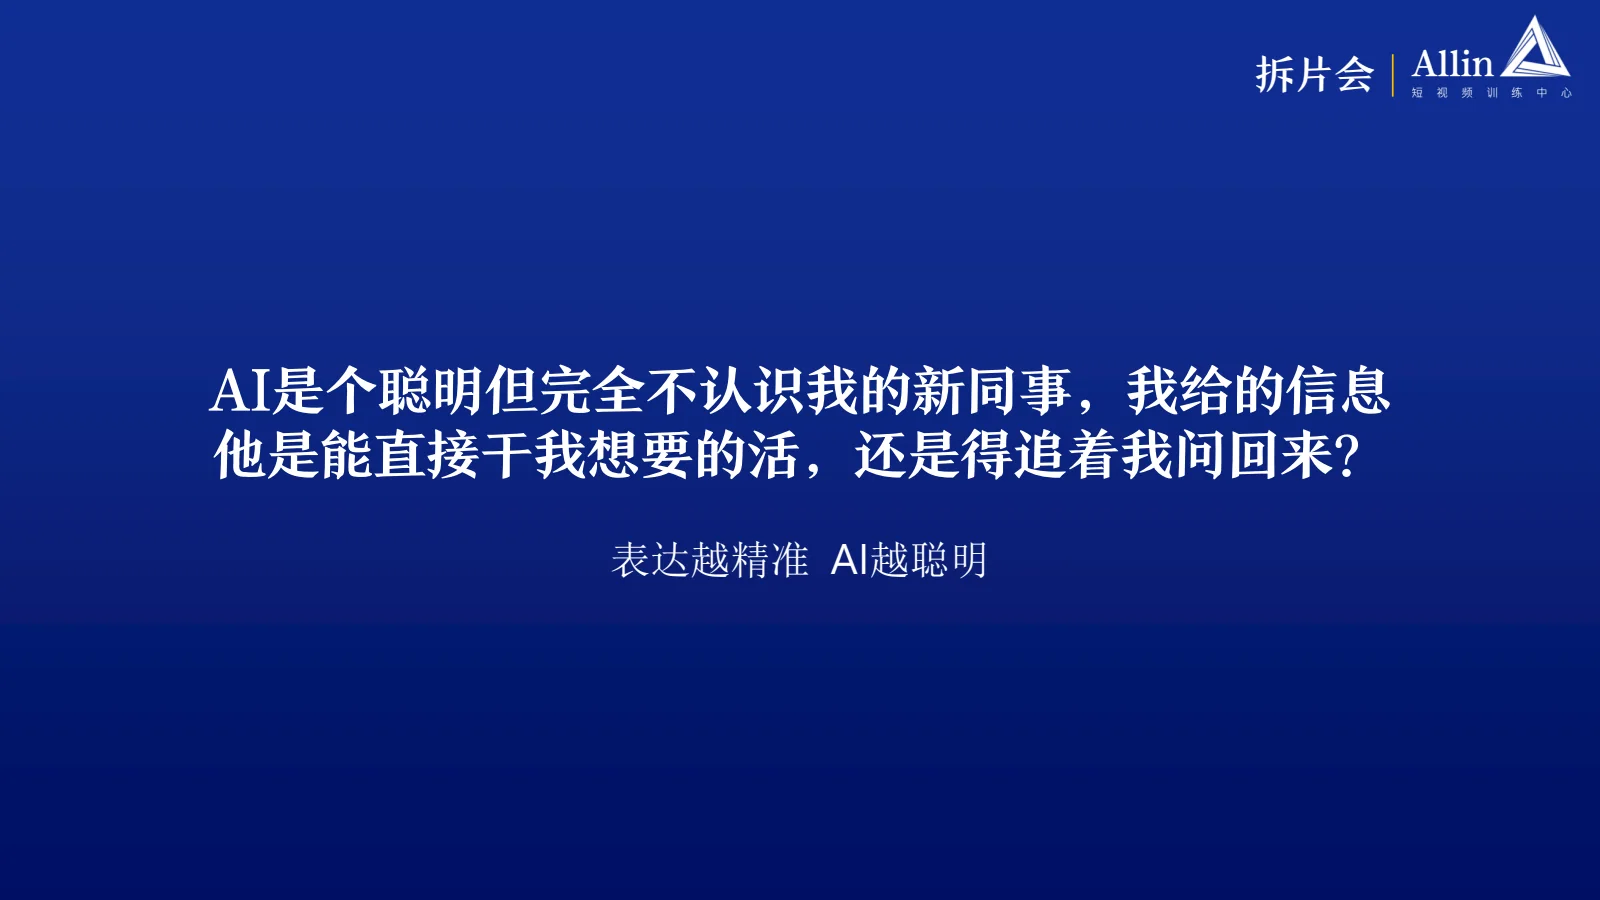 拆片会
Allin
短视频训练中心
AI是个聪明但完全不认识我的新同事，我给的信息
他是能直接干我想要的活，还是得追着我问回来？
表达越精准 AI越聪明